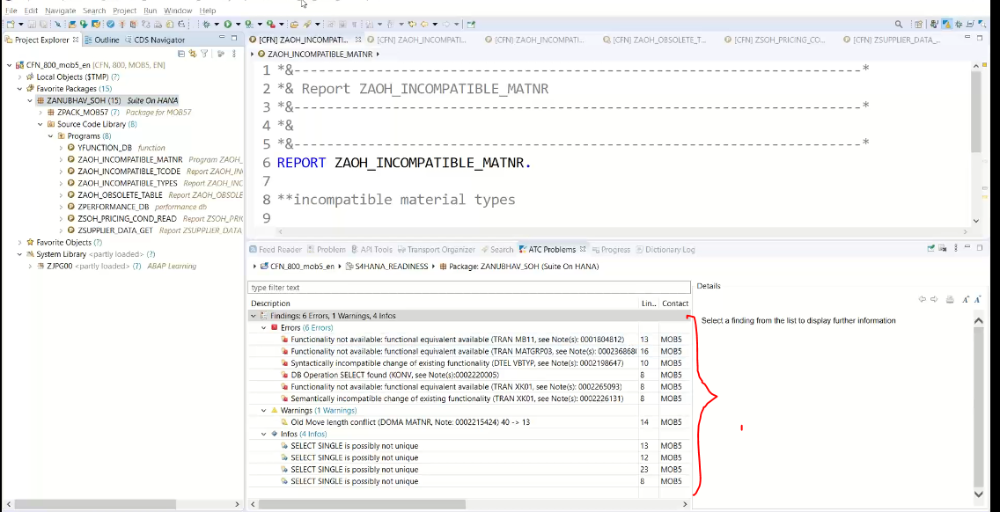 File Edit Navigate Search Project Run Window Help
Project Explorer Outline CDS Navigator
CFN_800_mob5_en [CFN, 800, MOB5, EN]
Local Objects ($TMP) (?)
Favorite Packages (15)
ZANUBHAV_SOH (15) Suite On HANA
ZPACK_MOB57 (7) Package for MOB57
Source Code Library (8)
Programs (8)
YFUNCTION_DB function
ZAOH_INCOMPATIBLE_MATNR Program ZAOH_
ZAOH_INCOMPATIBLE_TCODE Report ZAOH_IN
ZAOH_INCOMPATIBLE_TYPES Report ZAOH_INC
ZAOH_OBSOLETE_TABLE Report ZAOH_OBSOLE
ZPERFORMANCE_DB performance db
ZSOH_PRICING_COND_READ Report ZSOH_PRIC
ZSUPPLIER_DATA_GET Report ZSUPPLIER_DATA_
Favorite Objects (?)
System Library <partly loaded> (?)
ZJPG00 <partly loaded> (?) ABAP Learning
[CFN] ZAOH_INCOMPATI... [CFN] ZAOH_INCOMPATI... [CFN] ZAOH_INCOMPATI... [CFN] ZAOH_OBSOLETE_T... [CFN] ZSOH_PRICING_CO... [CFN] ZSUPPLIER_DATA_...
ZAOH_INCOMPATIBLE_MATNR
1 *&---------------------------------------------------------------------*
2 *& Report ZAOH_INCOMPATIBLE_MATNR
3 *&---------------------------------------------------------------------*
4 *&
5 *&---------------------------------------------------------------------*
6 REPORT ZAOH_INCOMPATIBLE_MATNR.
7
8 **incompatible material types
9
Feed Reader Problem API Tools Transport Organizer Search ATC Problems Progress Dictionary Log
CFN_800_mob5_en S4HANA_READINESS Package: ZANUBHAV_SOH (Suite On HANA)
type filter text
Description Lin... Contact
Findings: 6 Errors, 1 Warnings, 4 Infos
Errors (6 Errors)
Functionality not available: functional equivalent available (TRAN MB11, see Note(s): 0001804812) 13 MOB5
Functionality not available: functional equivalent available (TRAN MATGRP03, see Note(s): 000236868( 16 MOB5
Syntactically incompatible change of existing functionality (DTEL VBTYP, see Note(s): 0002198647) 10 MOB5
DB Operation SELECT found (KONV, see Note(s):0002220005) 8 MOB5
Functionality not available: functional equivalent available (TRAN XK01, see Note(s): 0002265093) 8 MOB5
Semantically incompatible change of existing functionality (TRAN XK01, see Note(s): 0002226131) 8 MOB5
Warnings (1 Warnings)
Old Move length conflict (DOMA MATNR, Note: 0002215424) 40 -> 13 14 MOB5
Infos (4 Infos)
SELECT SINGLE is possibly not unique 13 MOB5
SELECT SINGLE is possibly not unique 12 MOB5
SELECT SINGLE is possibly not unique 23 MOB5
SELECT SINGLE is possibly not unique 8 MOB5
Details
Select a finding from the list to display further information